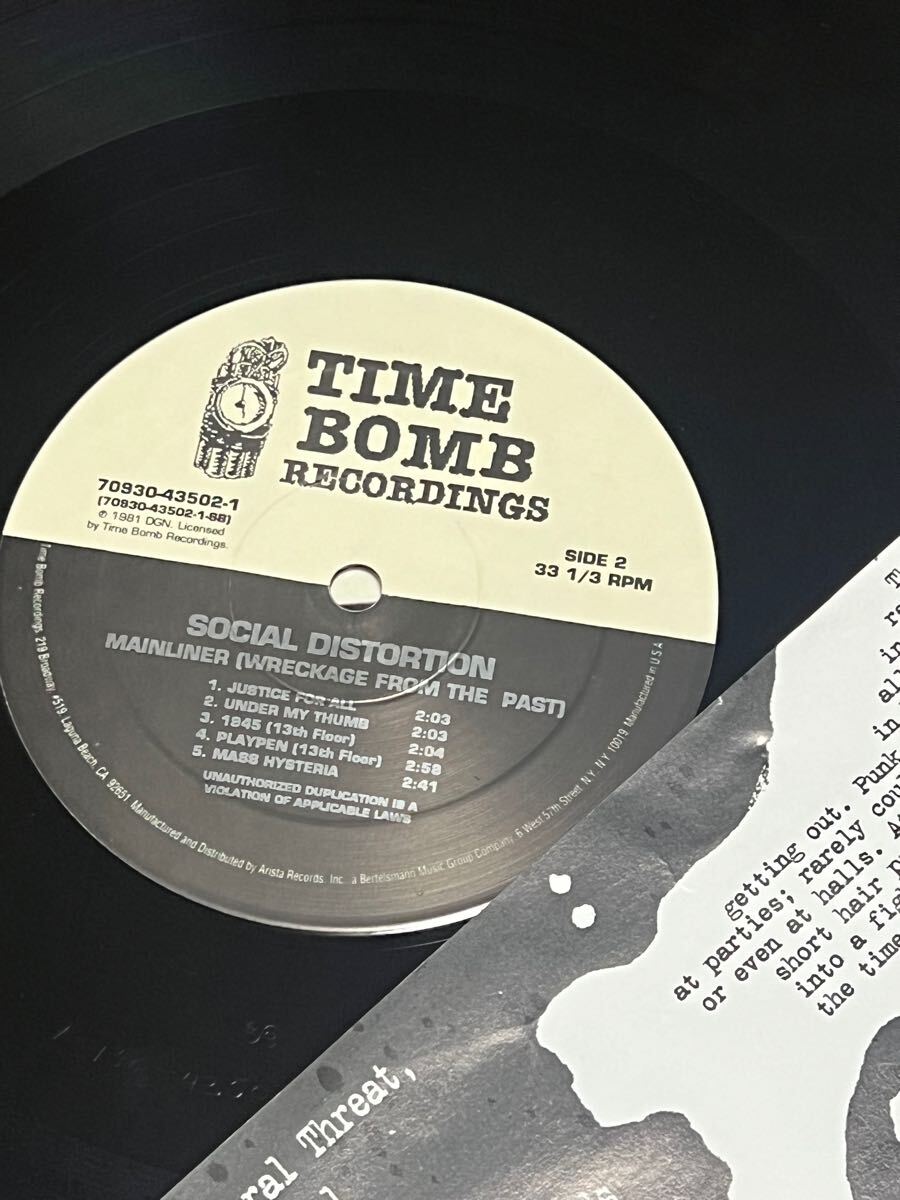 TIME
BOMB
RECORDINGS
70930-43502-1
(70930-43502-1-SB)
℗ 1981 DGN. Licensed
by Time Bomb Recordings.
SIDE 2
33 1/3 RPM
SOCIAL DISTORTION
MAINLINER (WRECKAGE FROM THE PAST)
1. JUSTICE FOR ALL 2:03
2. UNDER MY THUMB 2:03
3. 1945 (13th Floor) 2:04
4. PLAYPEN (13th Floor) 2:58
5. MASS HYSTERIA 2:41
UNAUTHORIZED DUPLICATION IS A
VIOLATION OF APPLICABLE LAWS
Time Bomb Recordings, 219 Broadway, #519 Laguna Beach, CA 92651. Manufactured and Distributed by Arista Records, Inc. a Bertelsmann Music Group Company, 6 West 57th Street, N.Y. N.Y. 10019 Manufactured in U.S.A.
getting out. Punk
at parties; rarely
or even at halls.
short hair
into a
the time
Threat,